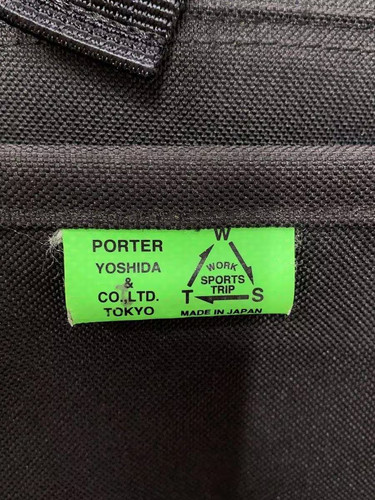 PORTER
YOSHIDA
&
CO.,LTD.
TOKYO
W
WORK
SPORTS
TRIP
T S
MADE IN JAPAN